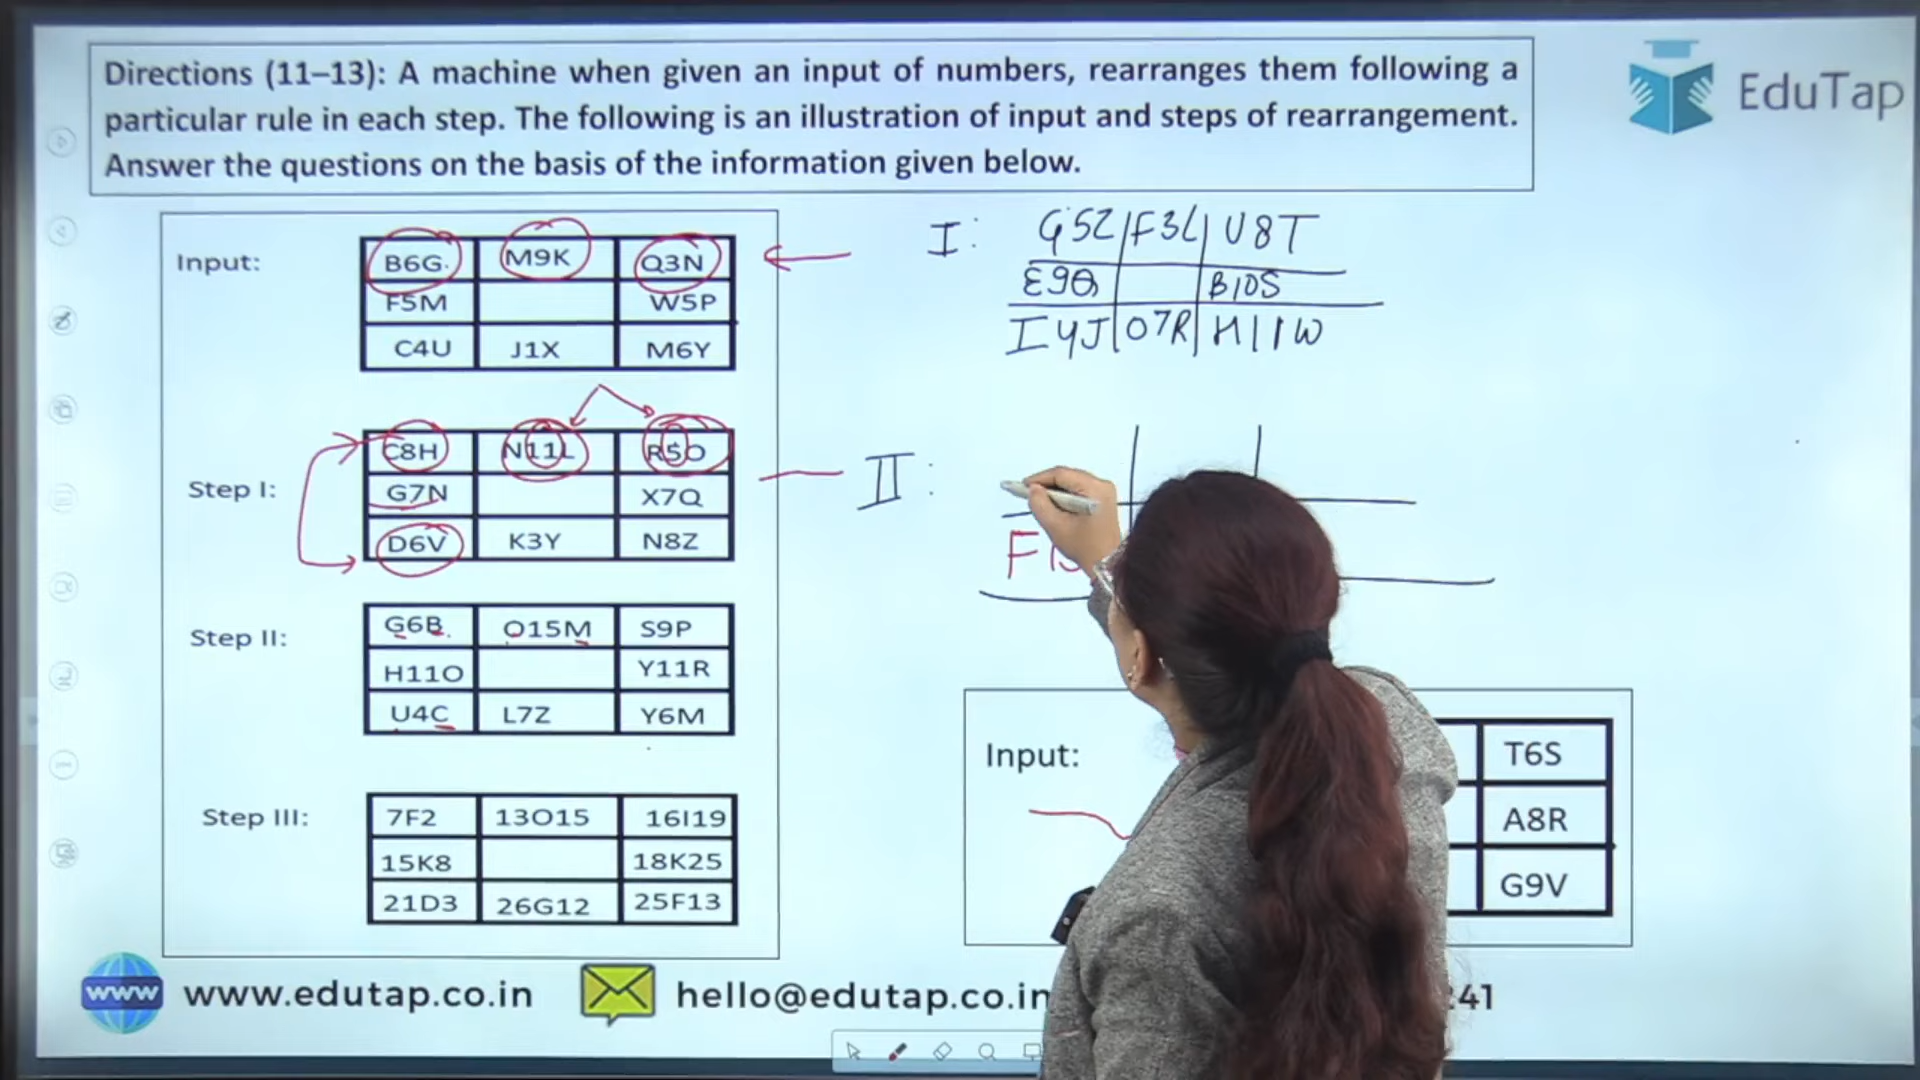 Directions (11–13): A machine when given an input of numbers, rearranges them following a
particular rule in each step. The following is an illustration of input and steps of rearrangement.
Answer the questions on the basis of the information given below.
EduTap
Input:
B6G M9K Q3N
F5M W5P
C4U J1X M6Y
Step I:
C8H N11L R5O
G7N X7Q
D6V K3Y N8Z
Step II:
G6B O15M S9P
H11O Y11R
U4C L7Z Y6M
Step III:
7F2 13O15 16I19
15K8 18K25
21D3 26G12 25F13
I: G5Z F3L U8T
E9Q B10S
I4J O7R H11W
II:
Input:
T6S
A8R
G9V
www www.edutap.co.in
hello@edutap.co.in
41